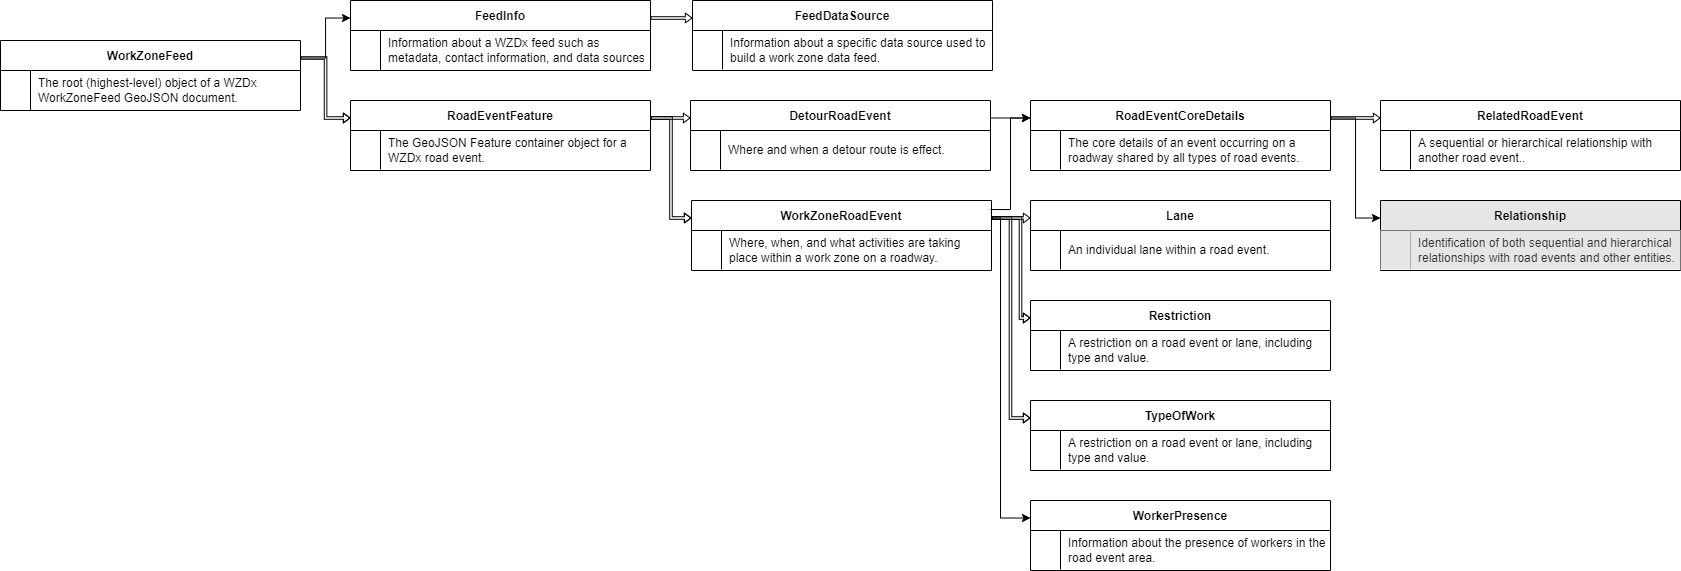 WorkZoneFeed
The root (highest-level) object of a WZDx
WorkZoneFeed GeoJSON document.
FeedInfo
Information about a WZDx feed such as
metadata, contact information, and data sources
FeedDataSource
Information about a specific data source used to
build a work zone data feed.
RoadEventFeature
The GeoJSON Feature container object for a
WZDx road event.
DetourRoadEvent
Where and when a detour route is effect.
RoadEventCoreDetails
The core details of an event occurring on a
roadway shared by all types of road events.
RelatedRoadEvent
A sequential or hierarchical relationship with
another road event..
WorkZoneRoadEvent
Where, when, and what activities are taking
place within a work zone on a roadway.
Lane
An individual lane within a road event.
Relationship
Identification of both sequential and hierarchical
relationships with road events and other entities.
Restriction
A restriction on a road event or lane, including
type and value.
TypeOfWork
A restriction on a road event or lane, including
type and value.
WorkerPresence
Information about the presence of workers in the
road event area.